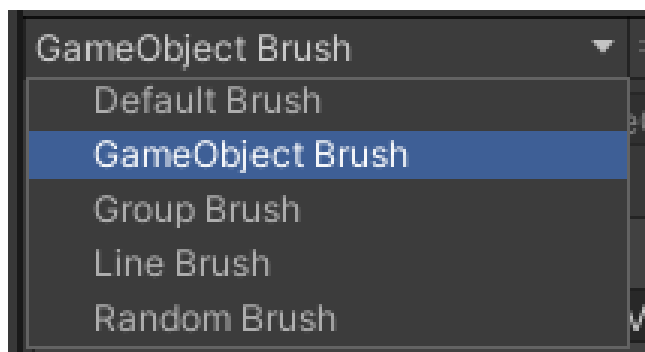 GameObject Brush
Default Brush
GameObject Brush
Group Brush
Line Brush
Random Brush